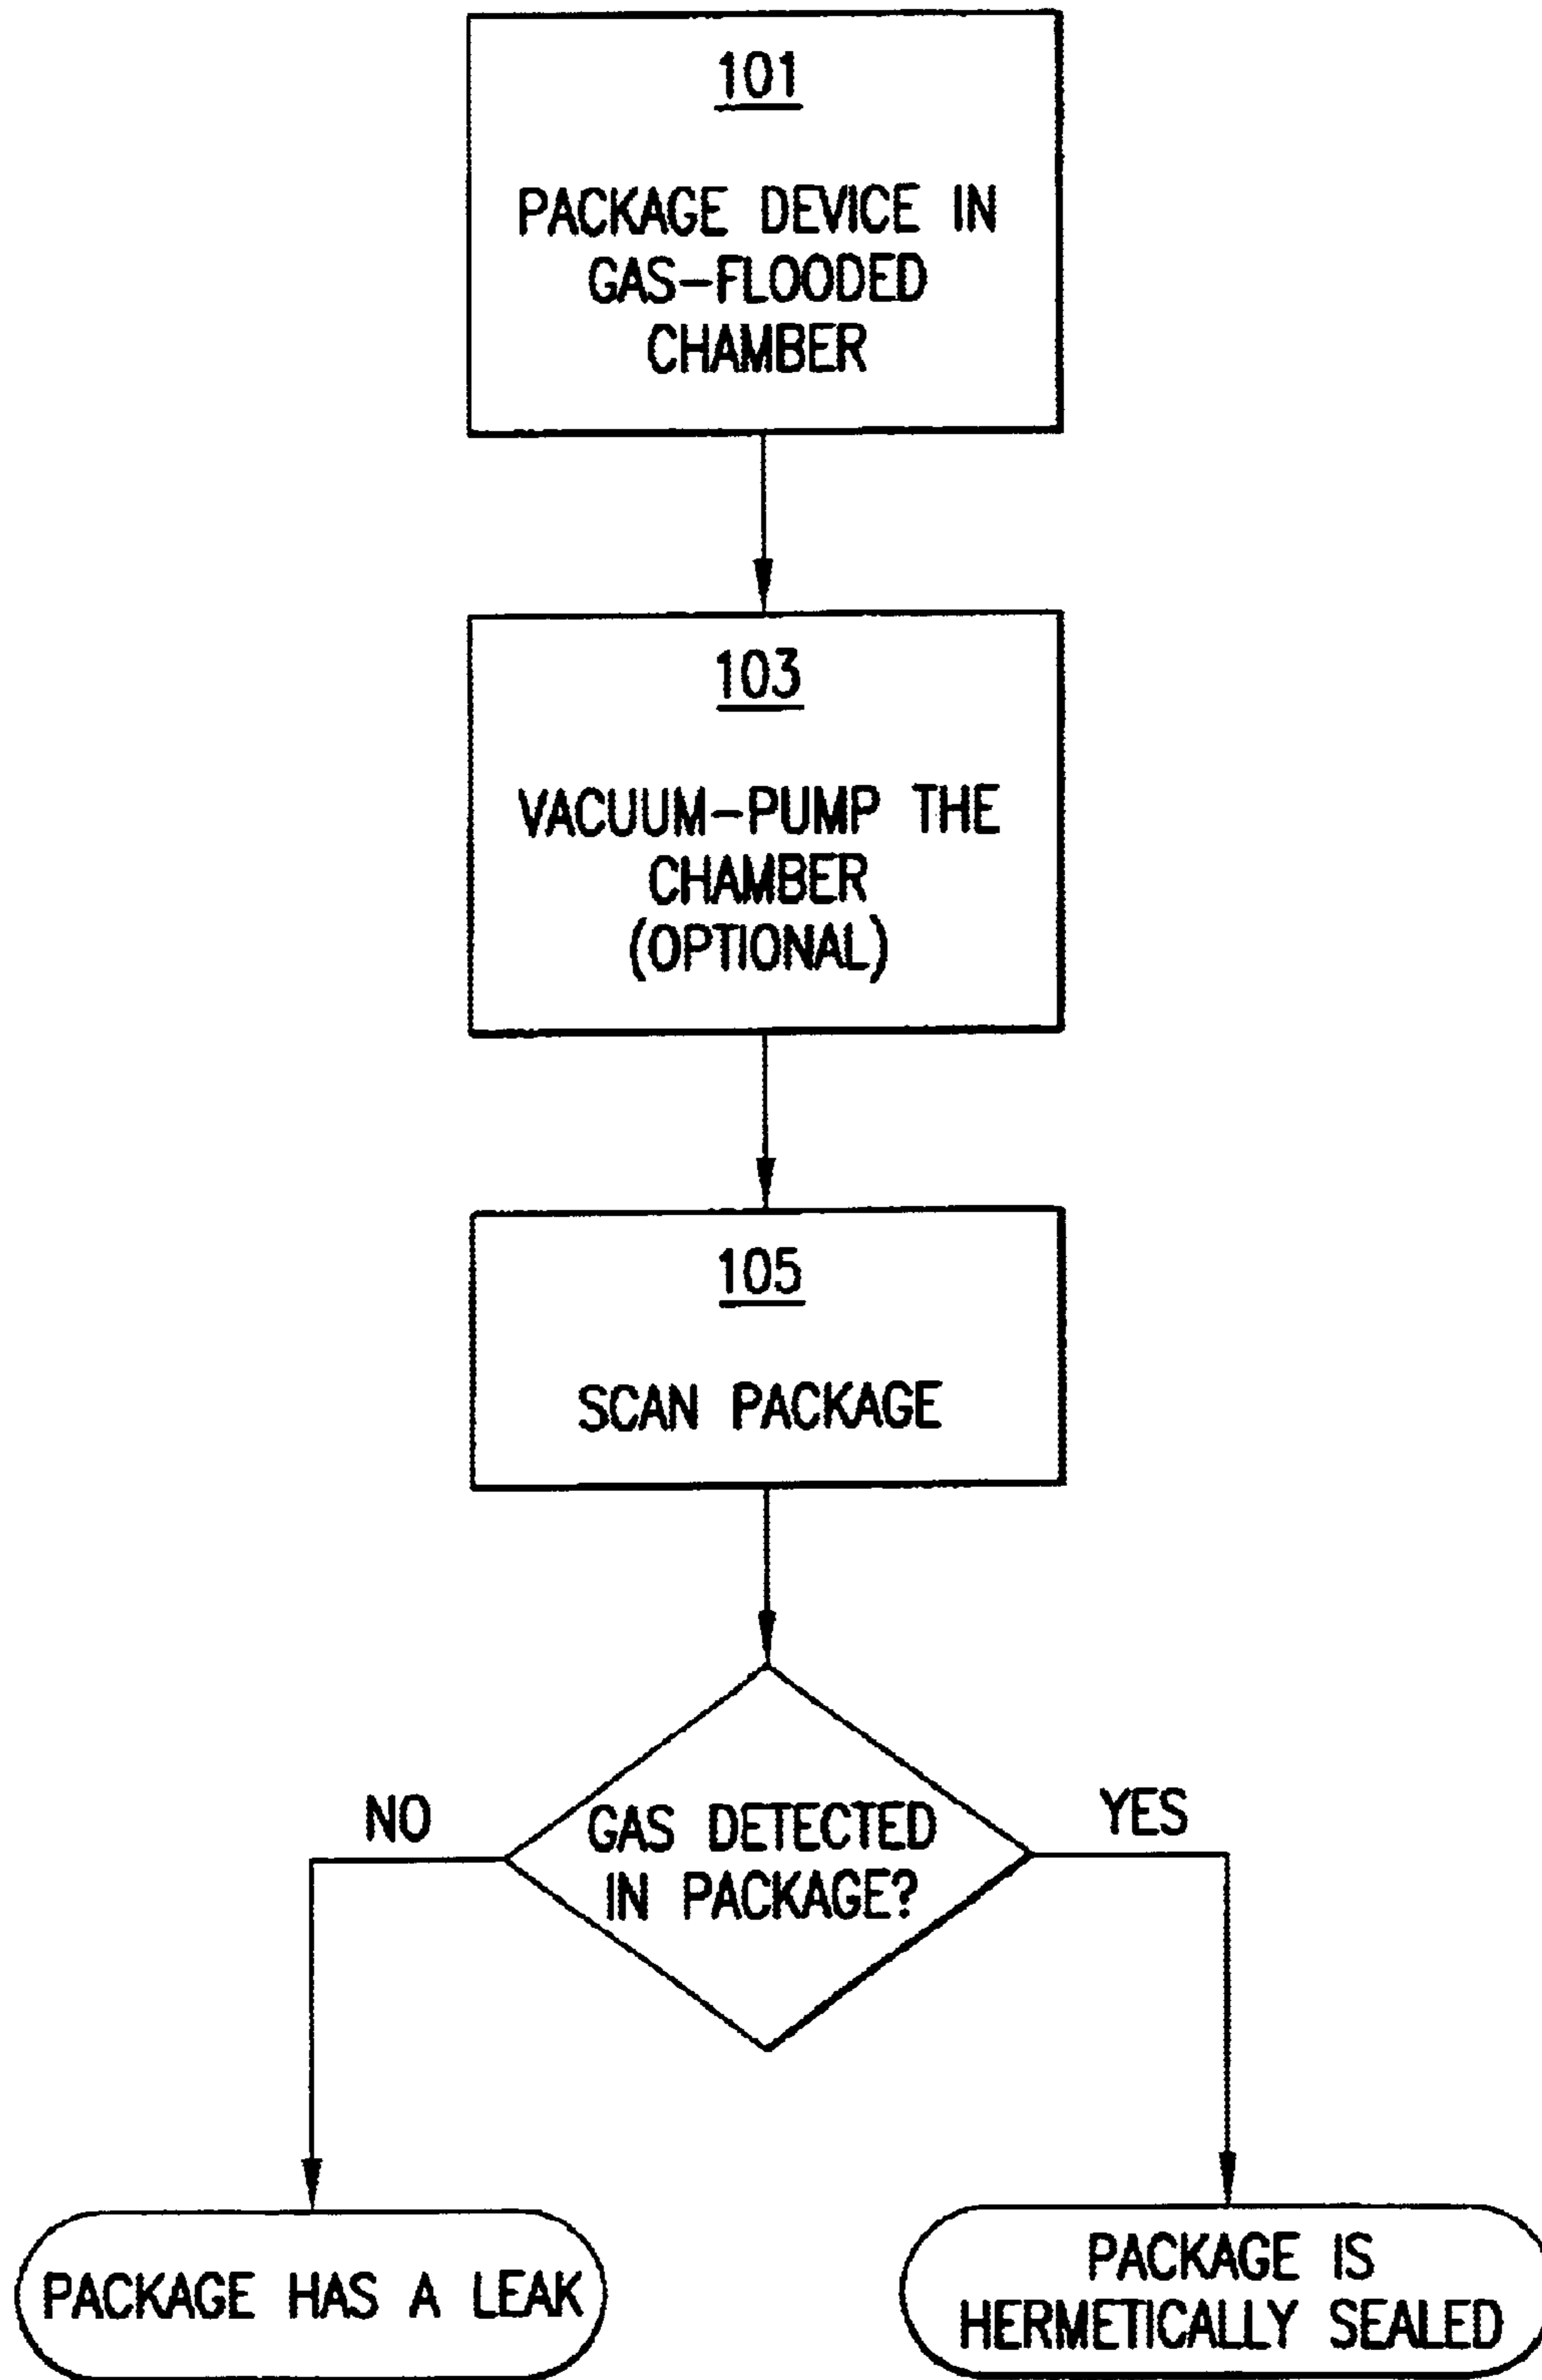 101
PACKAGE DEVICE IN
GAS-FLOODED
CHAMBER
103
VACUUM-PUMP THE
CHAMBER
(OPTIONAL)
105
SCAN PACKAGE
GAS DETECTED
IN PACKAGE?
NO
YES
PACKAGE HAS A LEAK
PACKAGE IS
HERMETICALLY SEALED